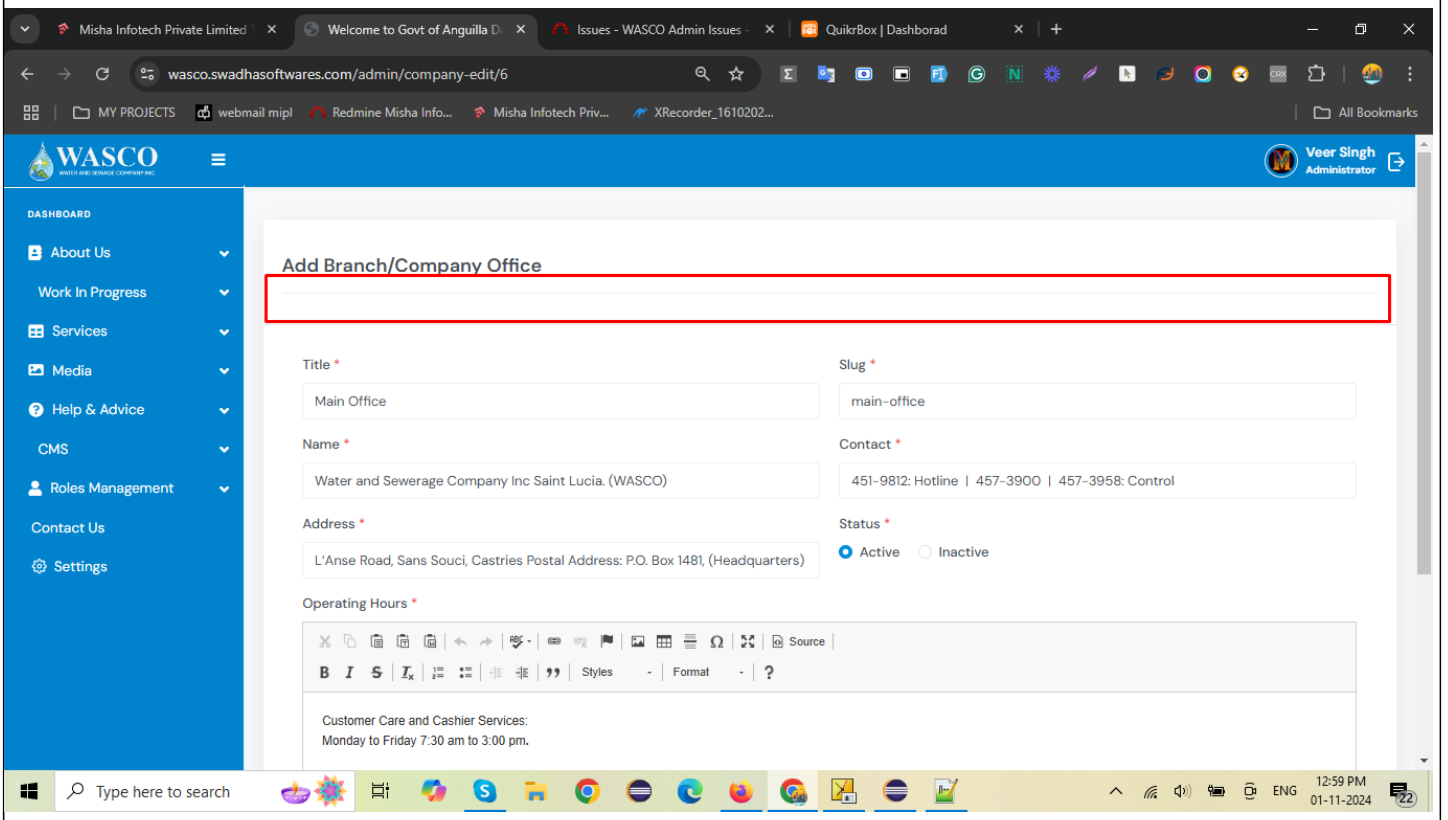 Misha Infotech Private Limited T
Welcome to Govt of Anguilla Da
Issues - WASCO Admin Issues -
QuikrBox | Dashborad
wasco.swadhasoftwares.com/admin/company-edit/6
MY PROJECTS
webmail mipl
Redmine Misha Info...
Misha Infotech Priv...
XRecorder_1610202...
All Bookmarks
WASCO
WATER AND SEWAGE COMPANY INC.
Veer Singh
Administrator
DASHBOARD
About Us
Work In Progress
Services
Media
Help & Advice
CMS
Roles Management
Contact Us
Settings
Add Branch/Company Office
Title *
Slug *
Main Office
main-office
Name *
Contact *
Water and Sewerage Company Inc Saint Lucia. (WASCO)
451-9812: Hotline | 457-3900 | 457-3958: Control
Address *
Status *
L'Anse Road, Sans Souci, Castries Postal Address: P.O. Box 1481, (Headquarters)
Active
Inactive
Operating Hours *
Source
B I S Ix
Styles
Format
?
Customer Care and Cashier Services:
Monday to Friday 7:30 am to 3:00 pm.
Type here to search
ENG
12:59 PM
01-11-2024
22